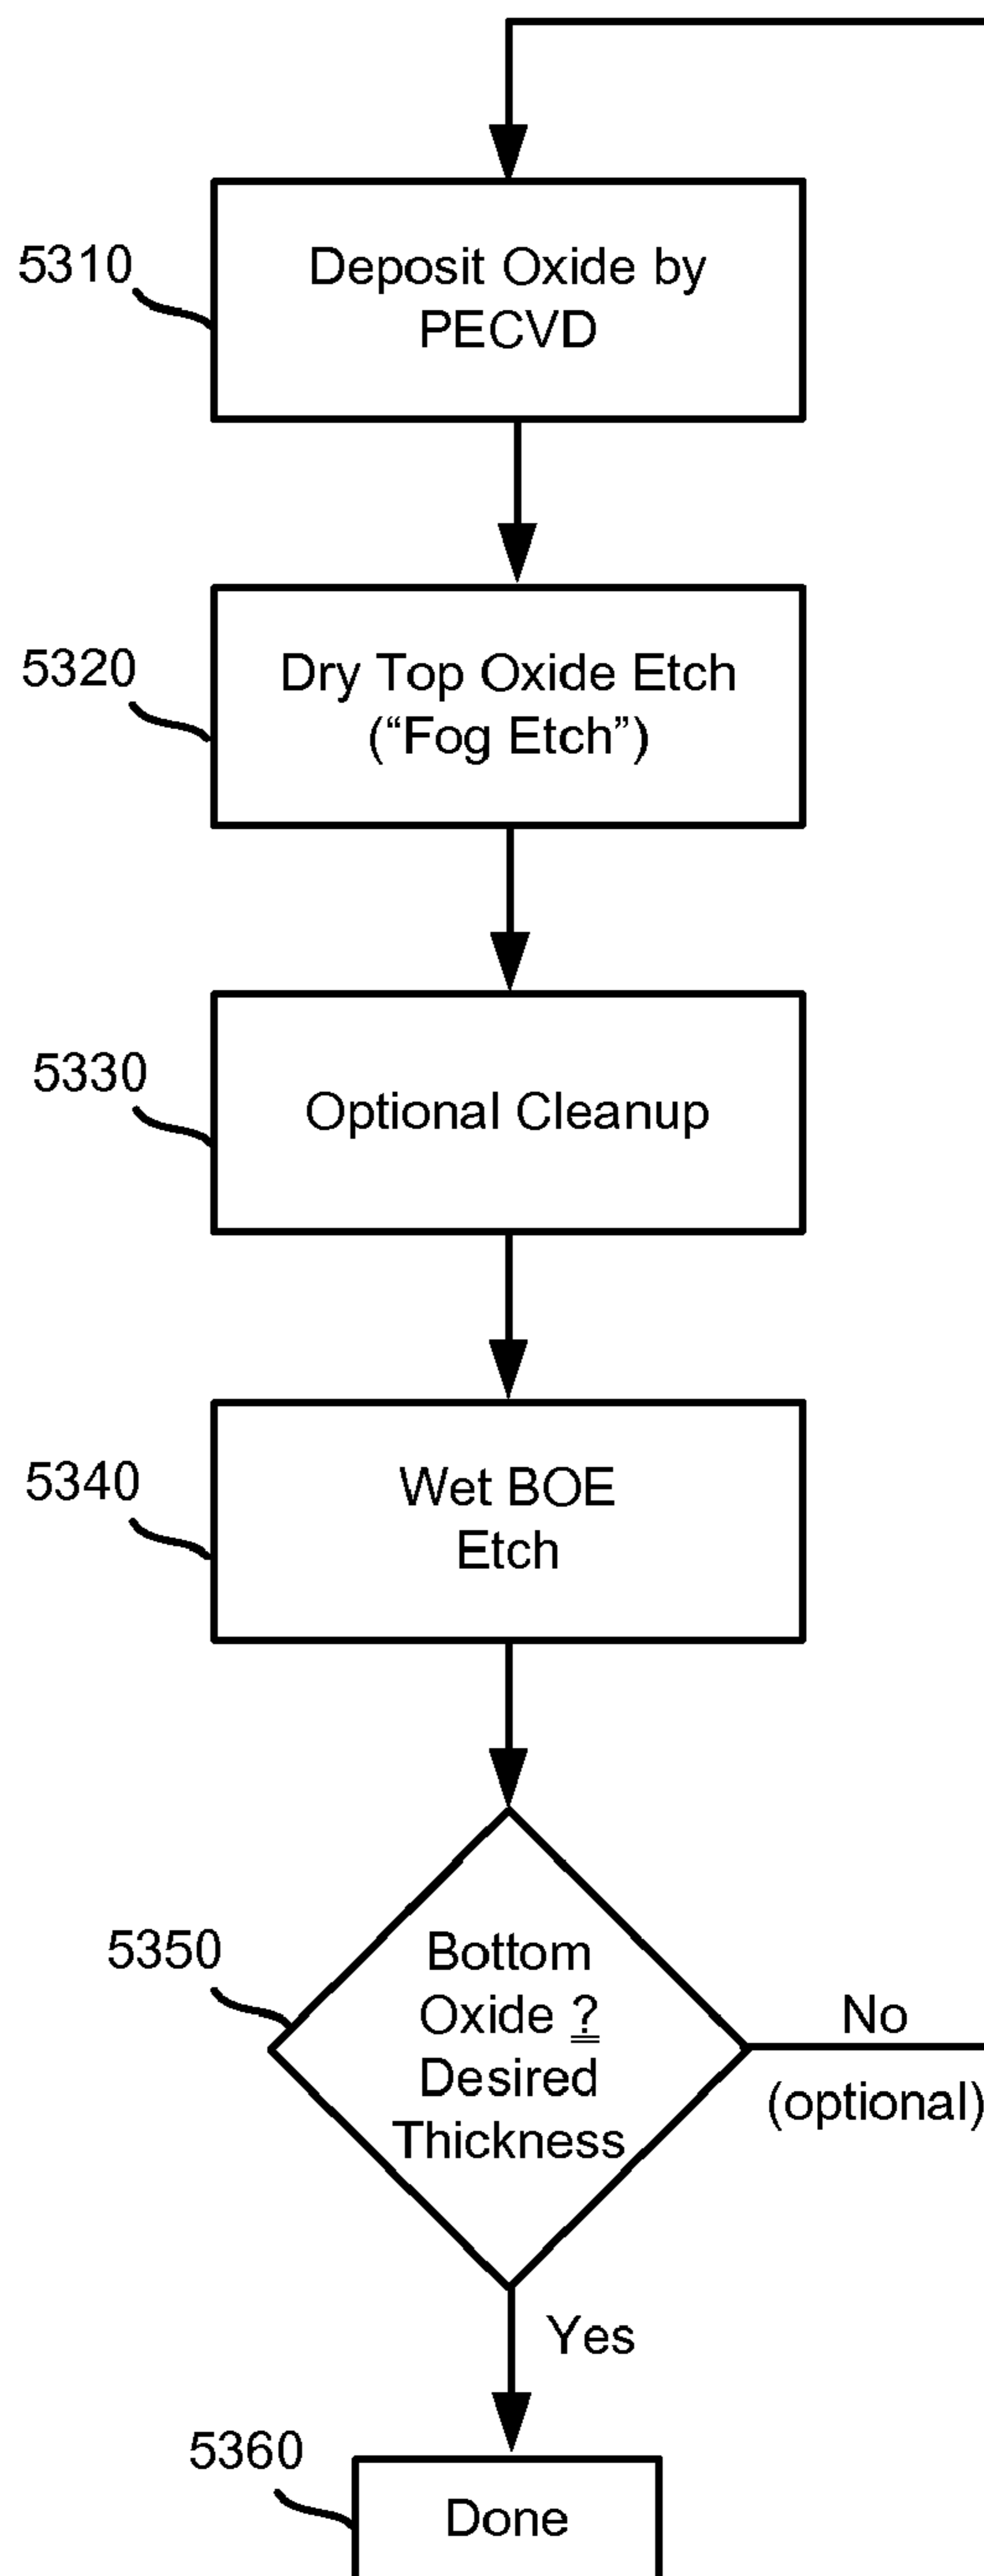 5310
Deposit Oxide by
PECVD
5320
Dry Top Oxide Etch
(“Fog Etch”)
5330
Optional Cleanup
5340
Wet BOE
Etch
5350
Bottom
Oxide ?
Desired
Thickness
No
(optional)
Yes
5360
Done